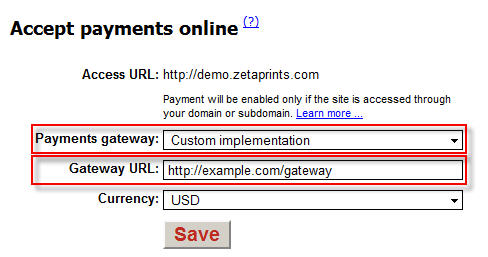 Accept payments online (?)
Access URL: http://demo.zetaprints.com
Payment will be enabled only if the site is accessed through
your domain or subdomain. Learn more ...
Payments gateway: Custom implementation
Gateway URL: http://example.com/gateway
Currency: USD
Save